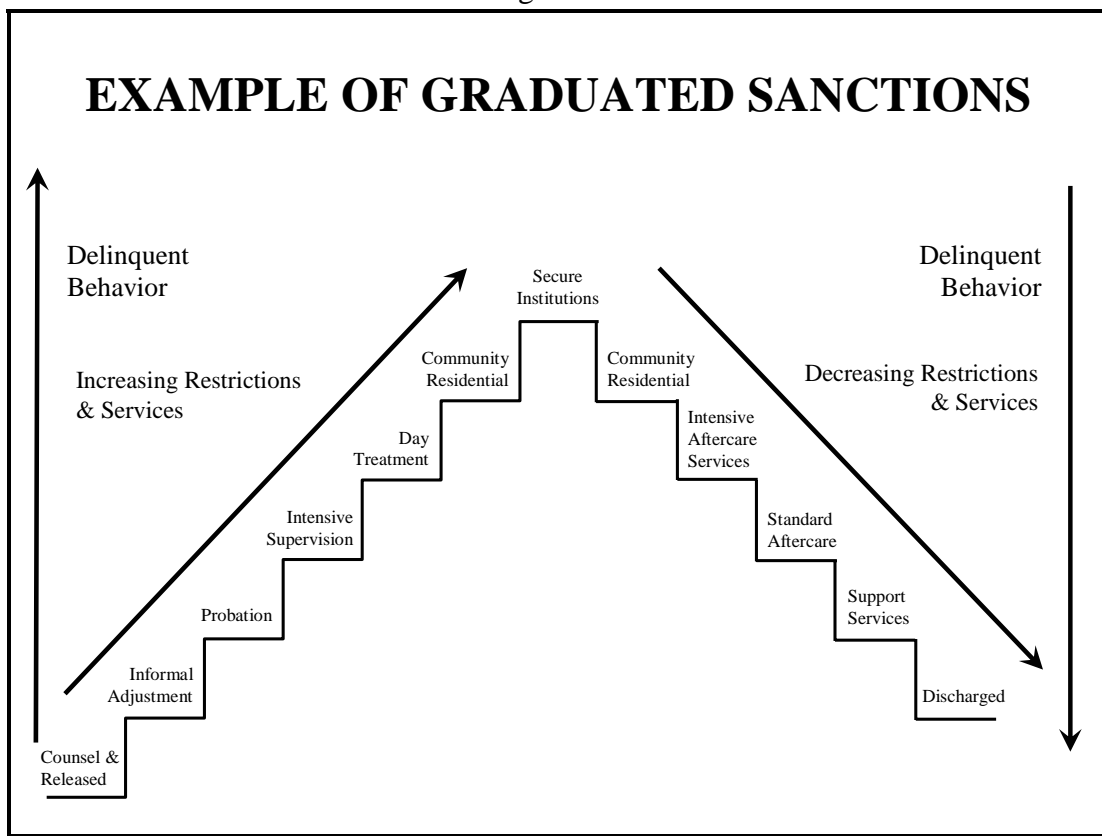 EXAMPLE OF GRADUATED SANCTIONS
Delinquent
Behavior
Increasing Restrictions
& Services
Counsel &
Released
Informal
Adjustment
Probation
Intensive
Supervision
Day
Treatment
Community
Residential
Secure
Institutions
Community
Residential
Intensive
Aftercare
Services
Standard
Aftercare
Support
Services
Discharged
Delinquent
Behavior
Decreasing Restrictions
& Services